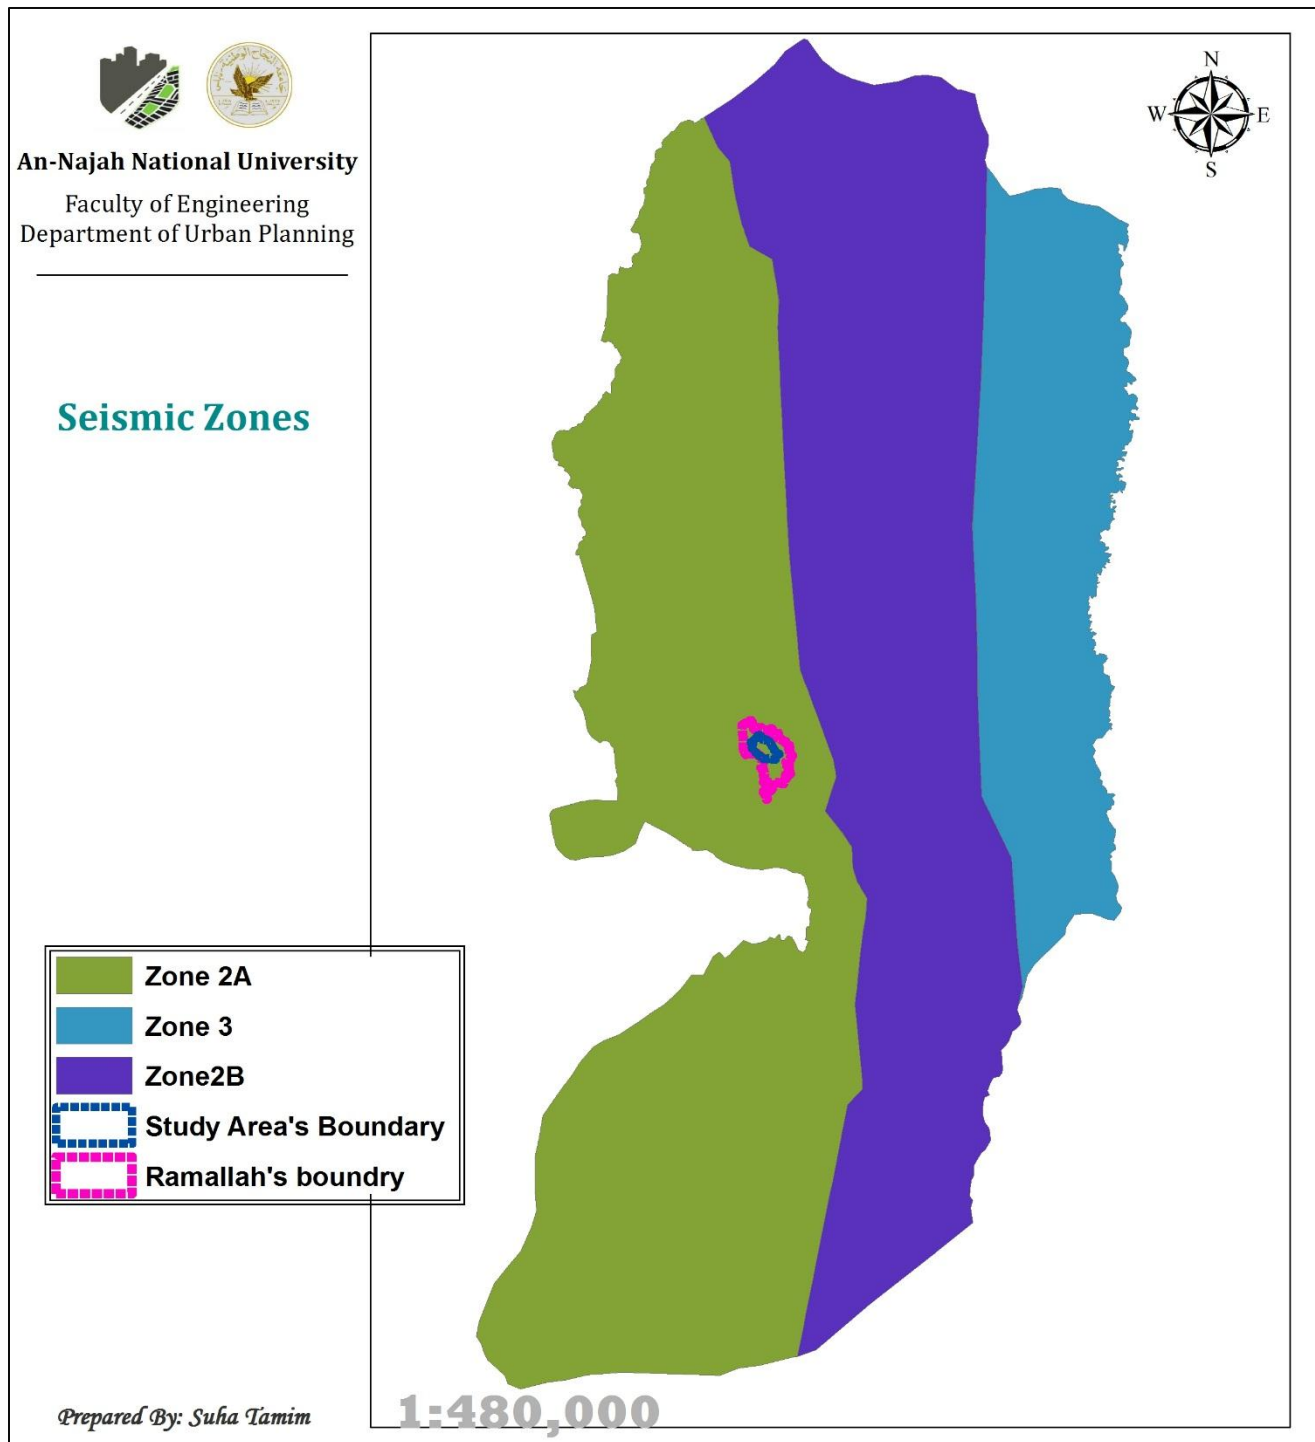 An-Najah National University
Faculty of Engineering
Department of Urban Planning
Seismic Zones
N
W
E
S
Zone 2A
Zone 3
Zone2B
Study Area's Boundary
Ramallah's boundry
Prepared By: Suha Tamim
1:480,000